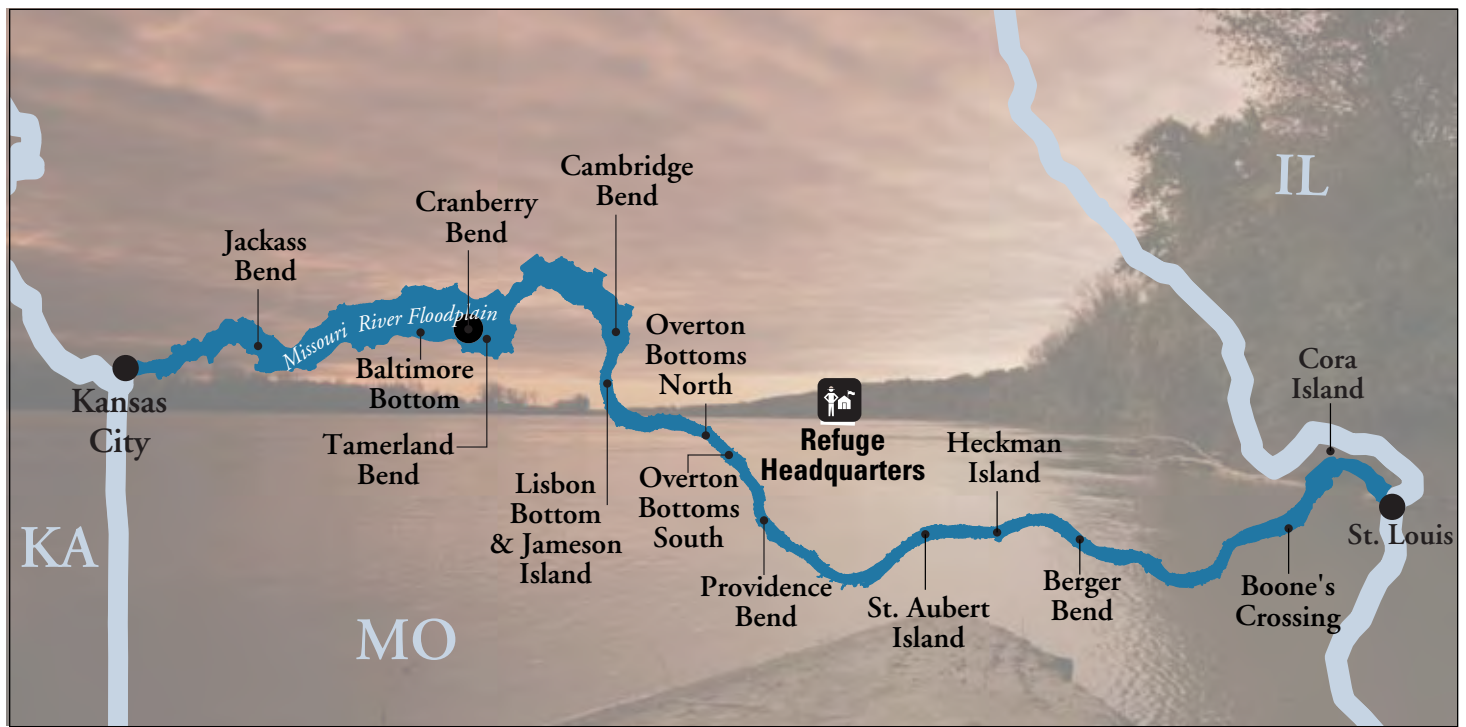 IL
Cambridge
Bend
Cranberry
Bend
Jackass
Bend
Missouri River Floodplain
Overton
Bottoms
North
Baltimore
Bottom
Kansas
City
Cora
Island
Tamerland
Bend
Refuge
Headquarters
Heckman
Island
Lisbon
Bottom
& Jameson
Island
Overton
Bottoms
South
KA
St. Louis
Providence
Bend
St. Aubert
Island
Berger
Bend
Boone's
Crossing
MO